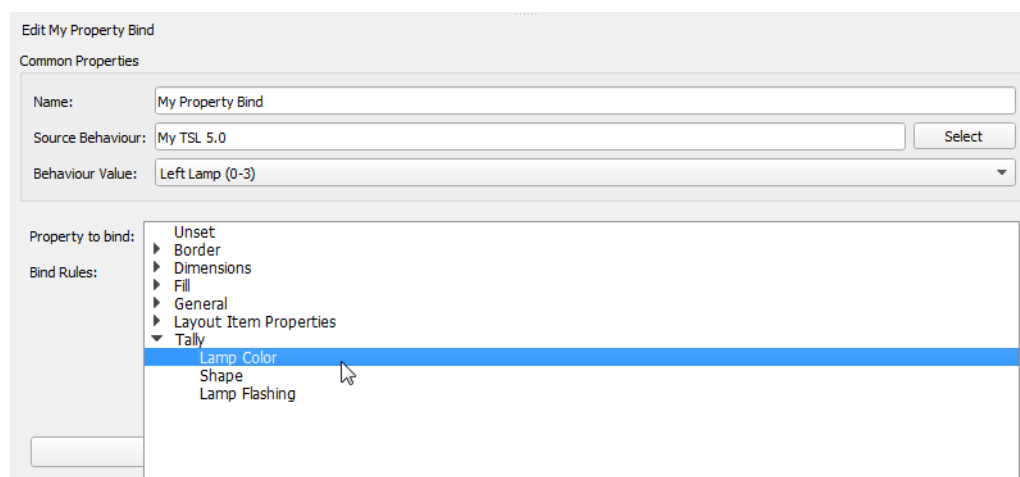 Edit My Property Bind
Common Properties
Name: My Property Bind
Source Behaviour: My TSL 5.0 Select
Behaviour Value: Left Lamp (0-3)
Property to bind: Unset
Border
Bind Rules: Dimensions
Fill
General
Layout Item Properties
Tally
Lamp Color
Shape
Lamp Flashing